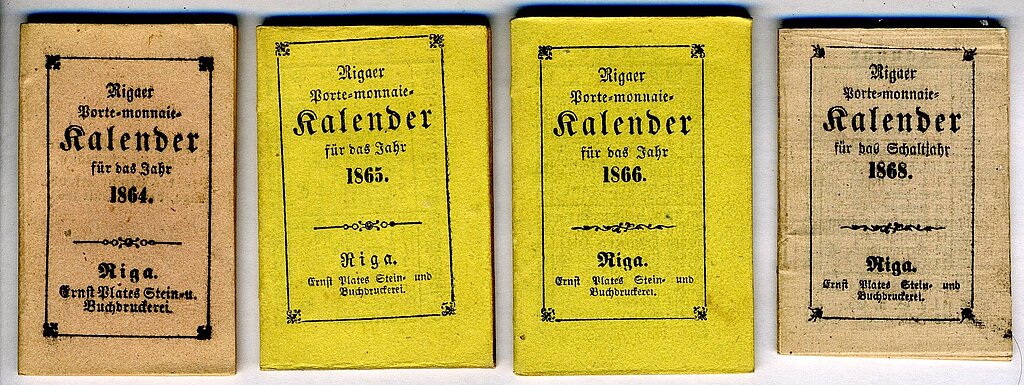 Rigaer
Porte-monnaie-
Kalender
für das Jahr
1864.
Riga.
Ernst Plates Stein- u.
Buchdruckerei.
Rigaer
Porte-monnaie-
Kalender
für das Jahr
1865.
Riga.
Ernst Plates Stein- und
Buchdruckerei.
Rigaer
Porte-monnaie-
Kalender
für das Jahr
1866.
Riga.
Ernst Plates Stein- und
Buchdruckerei.
Rigaer
Porte-monnaie-
Kalender
für das Schaltjahr
1868.
Riga.
Ernst Plates Stein- und
Buchdruckerei.